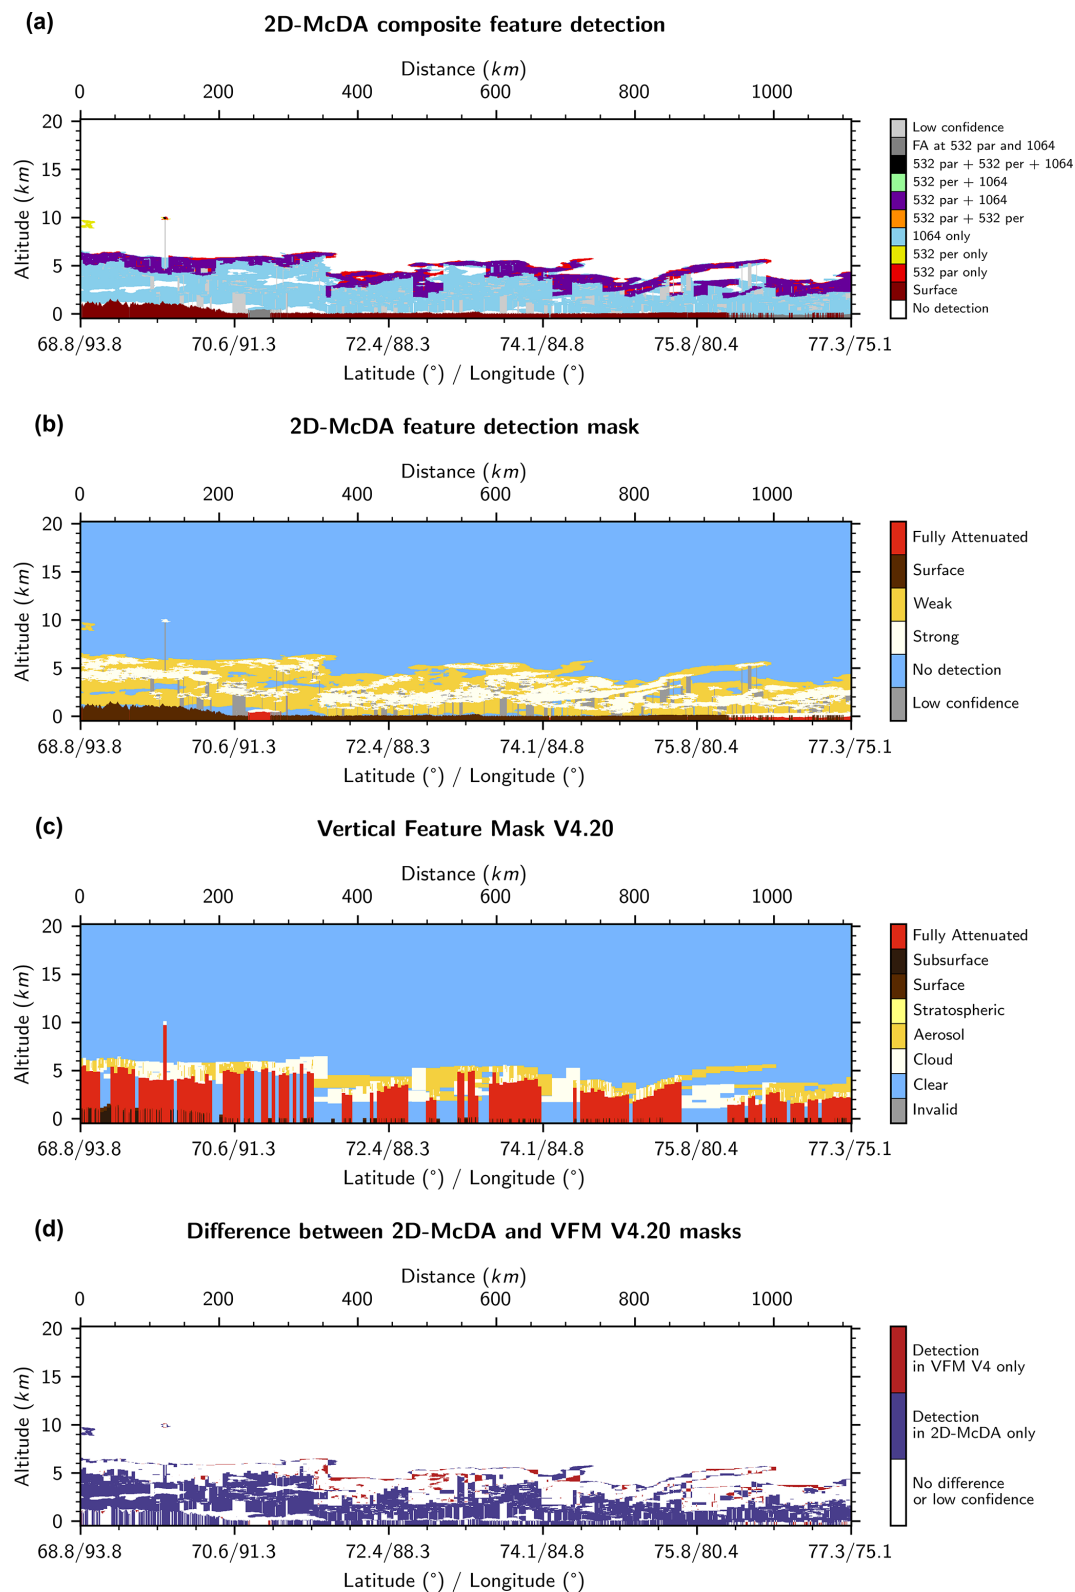 (a)
2D-McDA composite feature detection
Distance (km)
0 200 400 600 800 1000
Altitude (km)
20
15
10
5
0
68.8/93.8 70.6/91.3 72.4/88.3 74.1/84.8 75.8/80.4 77.3/75.1
Latitude (°) / Longitude (°)
Low confidence
FA at 532 par and 1064
532 par + 532 per + 1064
532 per + 1064
532 par + 1064
532 par + 532 per
1064 only
532 per only
532 par only
Surface
No detection
(b)
2D-McDA feature detection mask
Distance (km)
0 200 400 600 800 1000
Altitude (km)
20
15
10
5
0
68.8/93.8 70.6/91.3 72.4/88.3 74.1/84.8 75.8/80.4 77.3/75.1
Latitude (°) / Longitude (°)
Fully Attenuated
Surface
Weak
Strong
No detection
Low confidence
(c)
Vertical Feature Mask V4.20
Distance (km)
0 200 400 600 800 1000
Altitude (km)
20
15
10
5
0
68.8/93.8 70.6/91.3 72.4/88.3 74.1/84.8 75.8/80.4 77.3/75.1
Latitude (°) / Longitude (°)
Fully Attenuated
Subsurface
Surface
Stratospheric
Aerosol
Cloud
Clear
Invalid
(d)
Difference between 2D-McDA and VFM V4.20 masks
Distance (km)
0 200 400 600 800 1000
Altitude (km)
20
15
10
5
0
68.8/93.8 70.6/91.3 72.4/88.3 74.1/84.8 75.8/80.4 77.3/75.1
Latitude (°) / Longitude (°)
Detection
in VFM V4 only
Detection
in 2D-McDA only
No difference
or low confidence